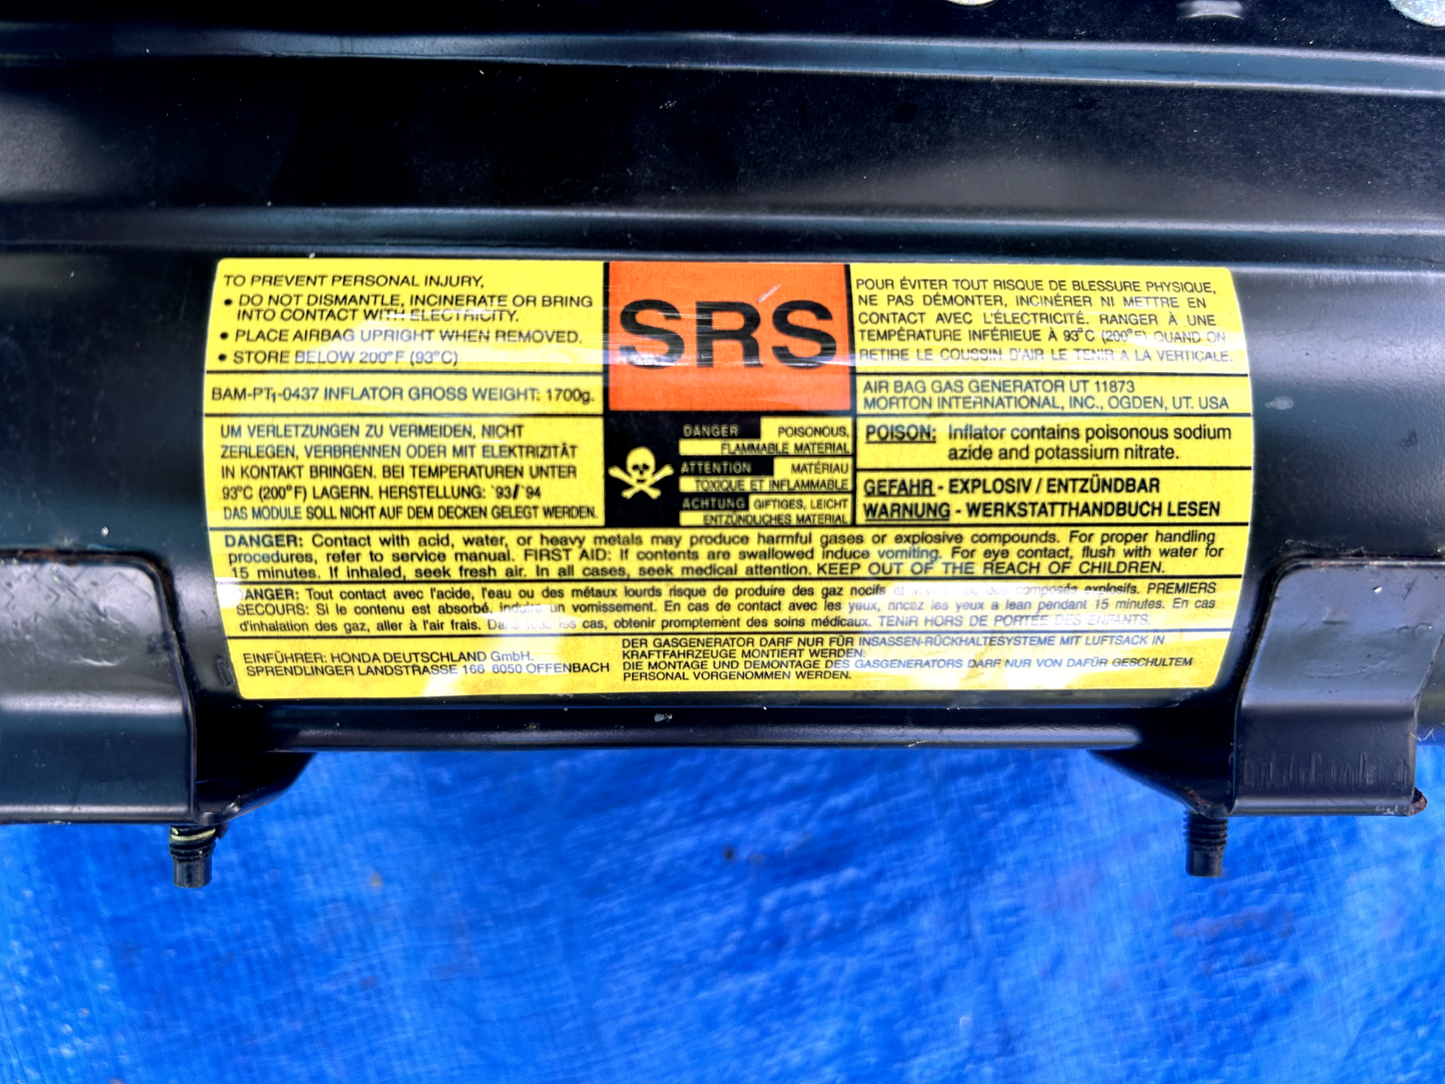 TO PREVENT PERSONAL INJURY,
• DO NOT DISMANTLE, INCINERATE OR BRING
INTO CONTACT WITH ELECTRICITY.
• PLACE AIRBAG UPRIGHT WHEN REMOVED.
• STORE BELOW 200°F (93°C)
BAM-PT1-0437 INFLATOR GROSS WEIGHT: 1700g.
UM VERLETZUNGEN ZU VERMEIDEN, NICHT
ZERLEGEN, VERBRENNEN ODER MIT ELEKTRIZITÄT
IN KONTAKT BRINGEN. BEI TEMPERATUREN UNTER
93°C (200°F) LAGERN. HERSTELLUNG: '93/'94
DAS MODULE SOLL NICHT AUF DEM DECKEN GELEGT WERDEN.
SRS
DANGER POISONOUS,
FLAMMABLE MATERIAL
ATTENTION MATÉRIAU
TOXIQUE ET INFLAMMABLE
ACHTUNG GIFTIGES, LEICHT
ENTZÜNDLICHES MATERIAL
POUR ÉVITER TOUT RISQUE DE BLESSURE PHYSIQUE,
NE PAS DÉMONTER, INCINÉRER NI METTRE EN
CONTACT AVEC L'ÉLECTRICITÉ. RANGER À UNE
TEMPÉRATURE INFÉRIEURE À 93°C (200°F) QUAND ON
RETIRE LE COUSSIN D'AIR LE TENIR A LA VERTICALE.
AIR BAG GAS GENERATOR UT 11873
MORTON INTERNATIONAL, INC., OGDEN, UT. USA
POISON: Inflator contains poisonous sodium
azide and potassium nitrate.
GEFAHR - EXPLOSIV / ENTZÜNDBAR
WARNUNG - WERKSTATTHANDBUCH LESEN
DANGER: Contact with acid, water, or heavy metals may produce harmful gases or explosive compounds. For proper handling
procedures, refer to service manual. FIRST AID: If contents are swallowed induce vomiting. For eye contact, flush with water for
15 minutes. If inhaled, seek fresh air. In all cases, seek medical attention. KEEP OUT OF THE REACH OF CHILDREN.
DANGER: Tout contact avec l'acide, l'eau ou des métaux lourds risque de produire des gaz nocifs et ou des composés explosifs. PREMIERS
SECOURS: Si le contenu est absorbé, induire un vomissement. En cas de contact avec les yeux, rincez les yeux a lean pendant 15 minutes. En cas
d'inhalation des gaz, aller à l'air frais. Dans tous les cas, obtenir promptement des soins médicaux. TENIR HORS DE PORTÉE DES ENFANTS.
EINFÜHRER: HONDA DEUTSCHLAND GmbH.
SPRENDLINGER LANDSTRASSE 166 6050 OFFENBACH
DER GASGENERATOR DARF NUR FÜR INSASSEN-RÜCKHALTESYSTEME MIT LUFTSACK IN
KRAFTFAHRZEUGE MONTIERT WERDEN:
DIE MONTAGE UND DEMONTAGE DES GASGENERATORS DARF NUR VON DAFÜR GESCHULTEM
PERSONAL VORGENOMMEN WERDEN.